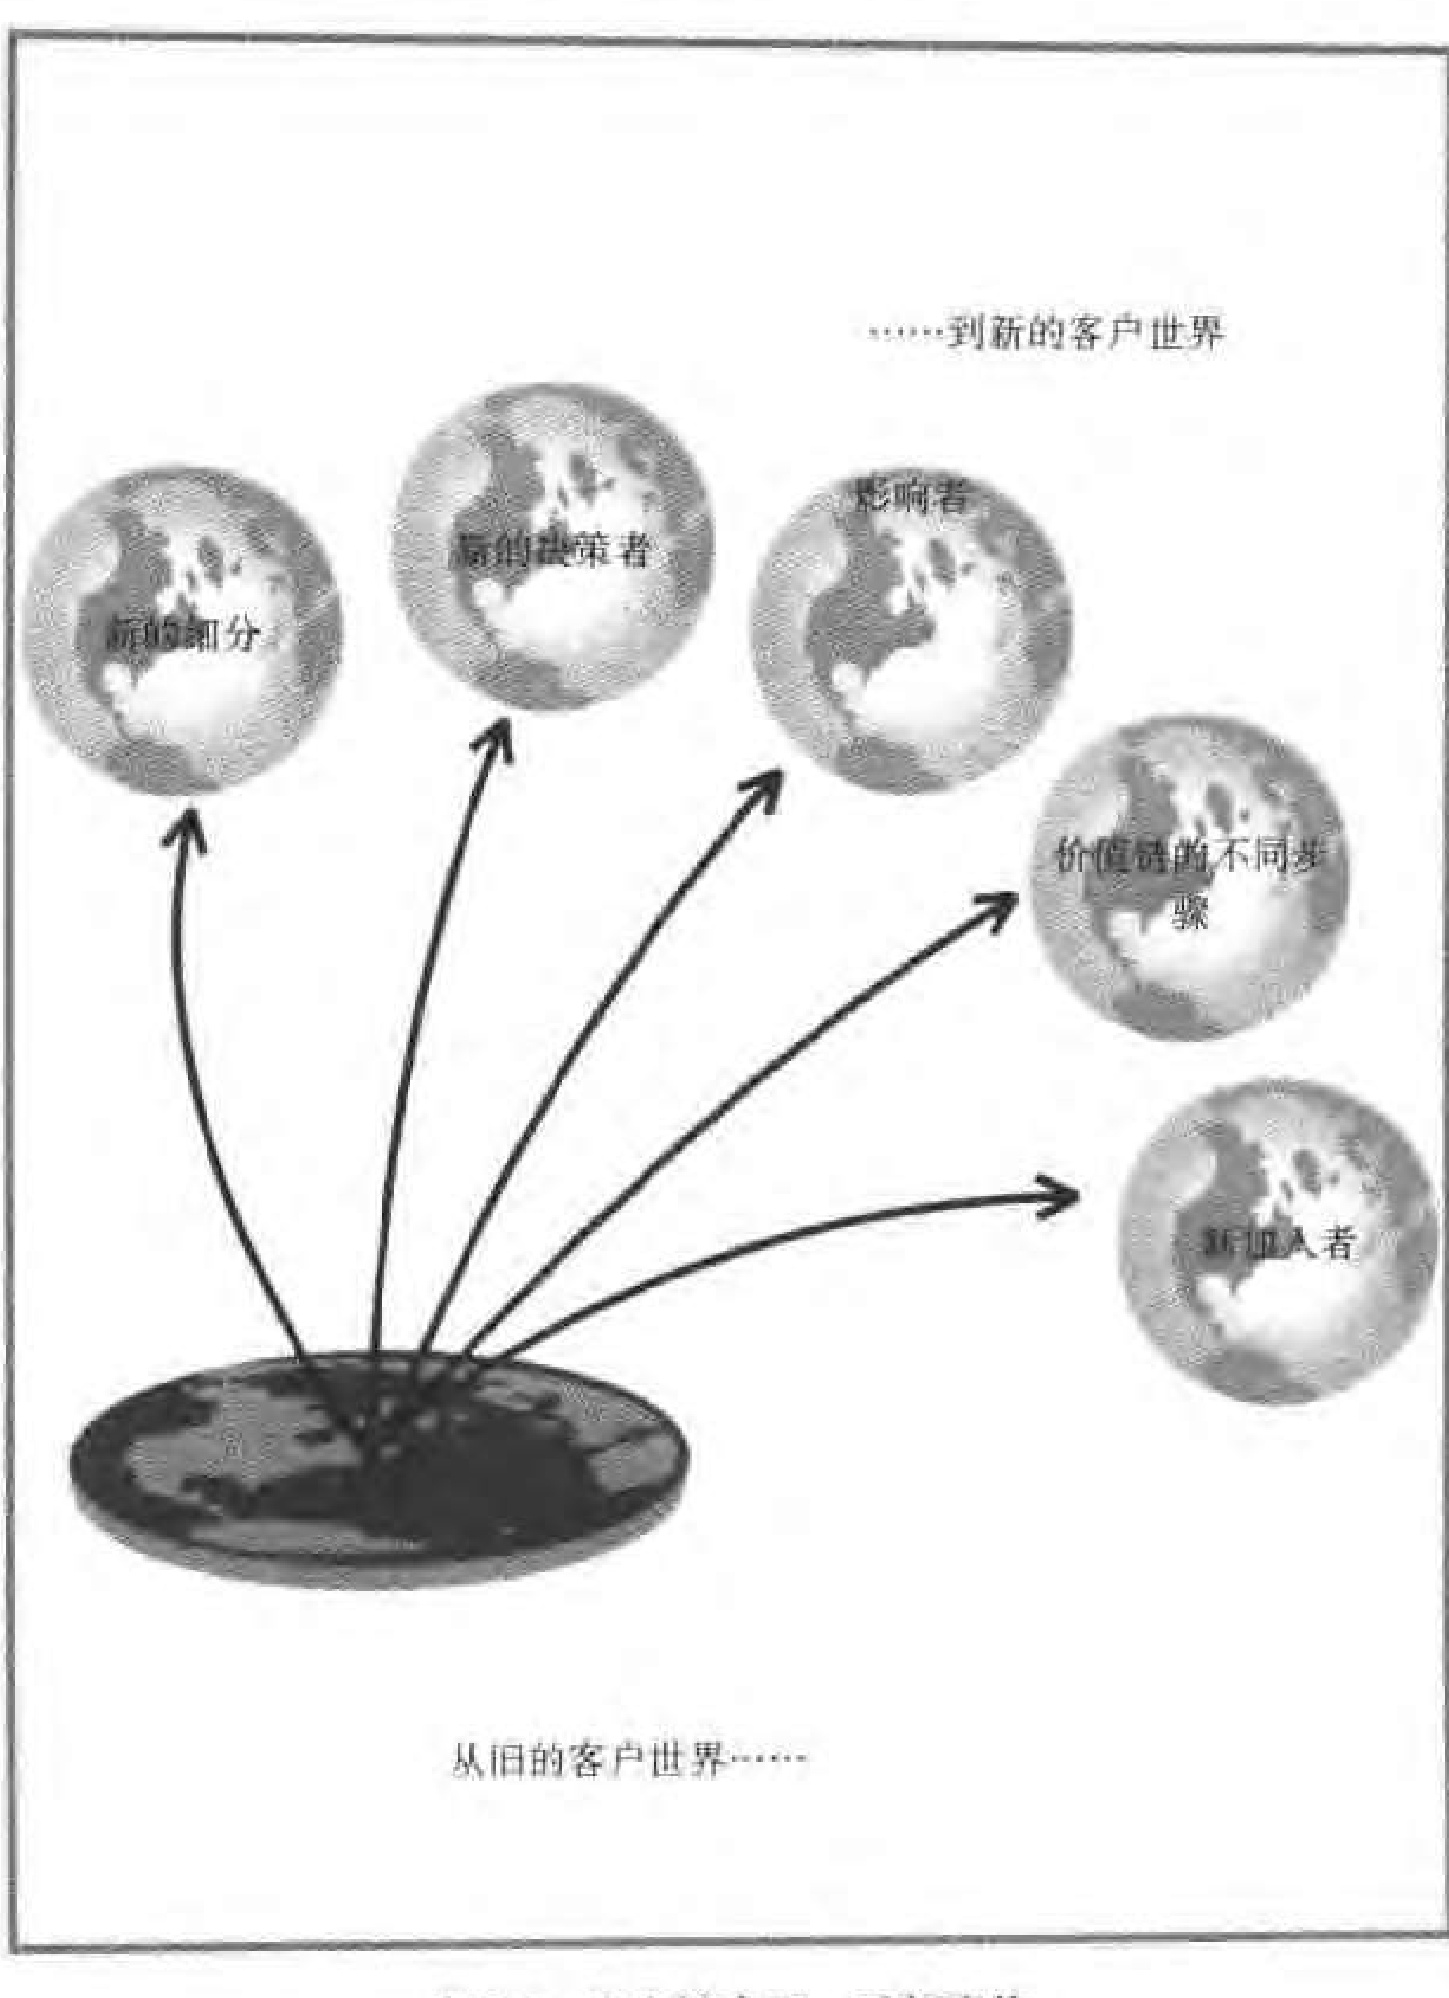 ……到新的客户世界
新的细分
新的决策者
影响者
价值链的不同步
骤
新加入者
从旧的客户世界……